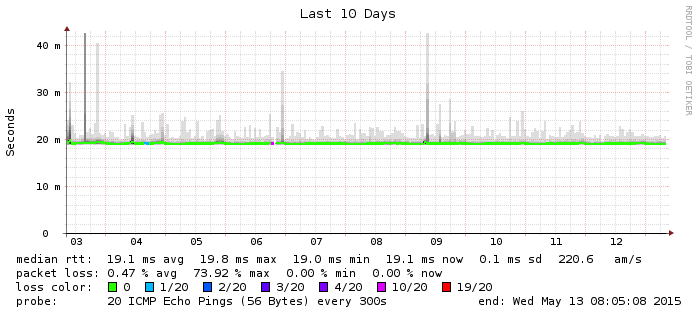 Last 10 Days
RRDTOOL / TOBI OETIKER
Seconds
40 m
30 m
20 m
10 m
0
03 04 05 06 07 08 09 10 11 12
median rtt: 19.1 ms avg 19.8 ms max 19.0 ms min 19.1 ms now 0.1 ms sd 220.6 am/s
packet loss: 0.47 % avg 73.92 % max 0.00 % min 0.00 % now
loss color: 0 1/20 2/20 3/20 4/20 10/20 19/20
probe: 20 ICMP Echo Pings (56 Bytes) every 300s end: Wed May 13 08:05:08 2015